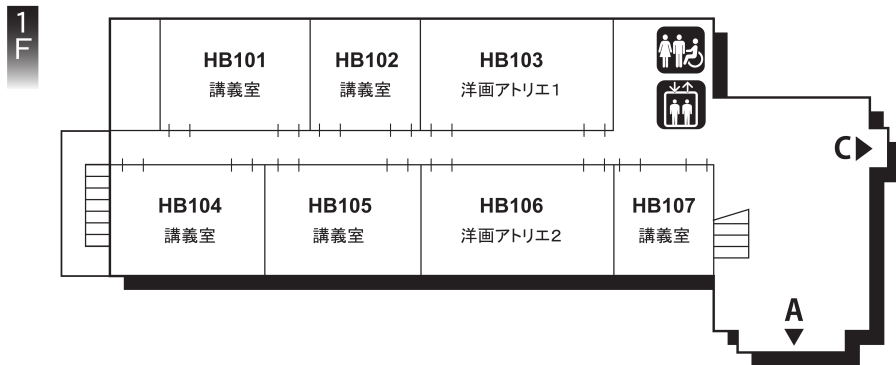 1F
HB101
講義室
HB102
講義室
HB103
洋画アトリエ1
C
HB104
講義室
HB105
講義室
HB106
洋画アトリエ2
HB107
講義室
A